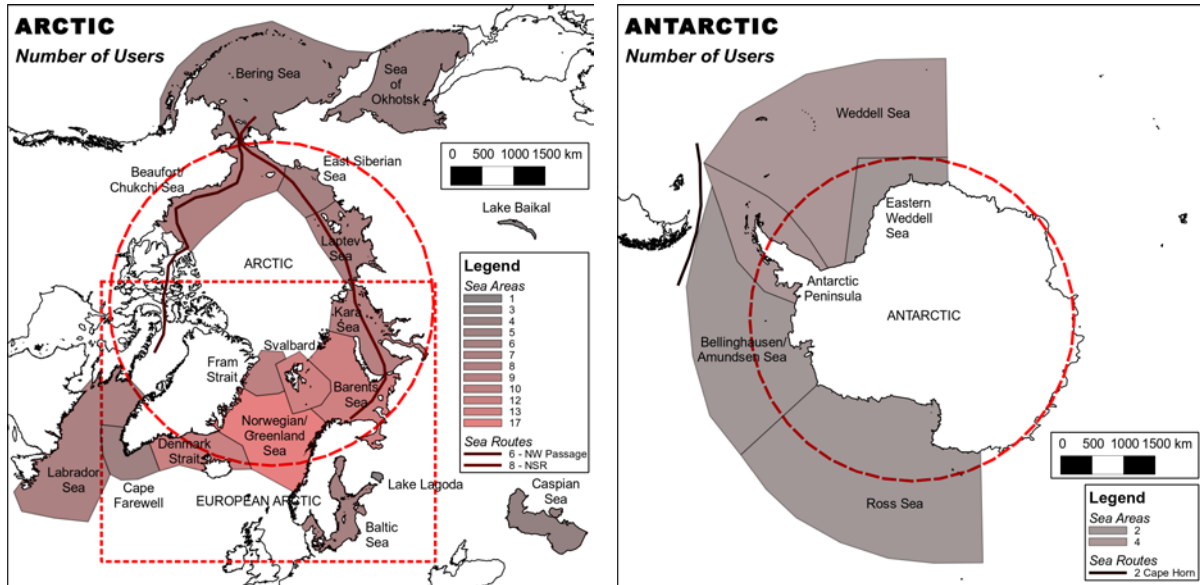 ARCTIC
Number of Users
Bering Sea
Sea
of
Okhotsk
0 500 1000 1500 km
Beaufort/
Chukchi Sea
East Siberian
Sea
Lake Baikal
Laptev
Sea
ARCTIC
Kara
Sea
Svalbard
Fram
Strait
Barents
Sea
Norwegian/
Greenland
Sea
Denmark
Strait
Labrador
Sea
Cape
Farewell
EUROPEAN ARCTIC
Lake Lagoda
Baltic
Sea
Caspian
Sea
Legend
Sea Areas
1
3
4
5
6
7
8
9
10
12
13
17
Sea Routes
6 - NW Passage
8 - NSR
ANTARCTIC
Number of Users
Weddell Sea
Eastern
Weddell
Sea
Antarctic
Peninsula
ANTARCTIC
Bellinghausen/
Amundsen Sea
Ross Sea
0 500 1000 1500 km
Legend
Sea Areas
2
4
Sea Routes
2 Cape Horn